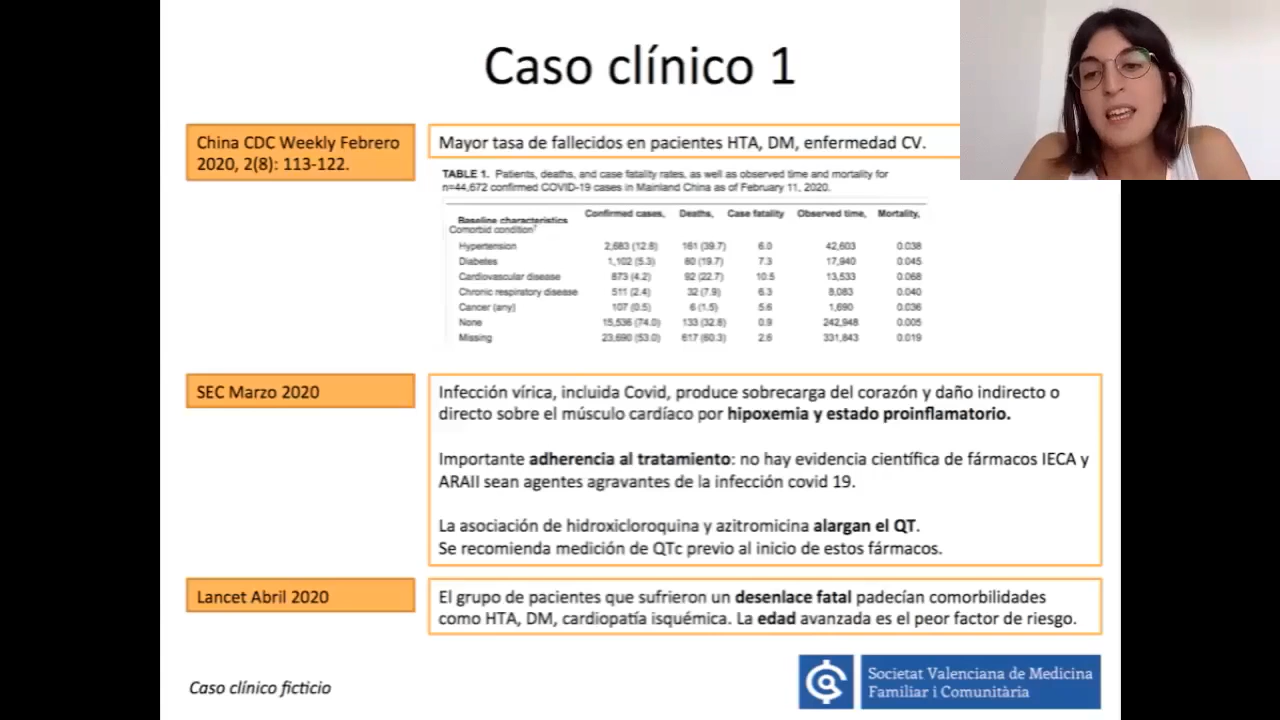 Caso clínico 1
China CDC Weekly Febrero
2020, 2(8): 113-122.
Mayor tasa de fallecidos en pacientes HTA, DM, enfermedad CV.
TABLE 1. Patients, deaths, and case fatality rates, as well as observed time and mortality for
n=44,672 confirmed COVID-19 cases in Mainland China as of February 11, 2020.
Baseline characteristics Confirmed cases, Deaths, Case fatality Observed time, Mortality,
Comorbid condition†
Hypertension 2,683 (12.8) 161 (39.7) 6.0 42,603 0.038
Diabetes 1,102 (5.3) 80 (19.7) 7.3 17,940 0.045
Cardiovascular disease 873 (4.2) 92 (22.7) 10.5 13,533 0.068
Chronic respiratory disease 511 (2.4) 32 (7.9) 6.3 8,083 0.040
Cancer (any) 107 (0.5) 6 (1.5) 5.6 1,690 0.036
None 15,536 (74.0) 133 (32.8) 0.9 242,948 0.005
Missing 23,690 (53.0) 617 (60.3) 2.6 331,843 0.019
SEC Marzo 2020
Infección vírica, incluida Covid, produce sobrecarga del corazón y daño indirecto o
directo sobre el músculo cardíaco por hipoxemia y estado proinflamatorio.
Importante adherencia al tratamiento: no hay evidencia científica de fármacos IECA y
ARAII sean agentes agravantes de la infección covid 19.
La asociación de hidroxicloroquina y azitromicina alargan el QT.
Se recomienda medición de QTc previo al inicio de estos fármacos.
Lancet Abril 2020
El grupo de pacientes que sufrieron un desenlace fatal padecían comorbilidades
como HTA, DM, cardiopatía isquémica. La edad avanzada es el peor factor de riesgo.
Caso clínico ficticio
Societat Valenciana de Medicina
Familiar i Comunitària